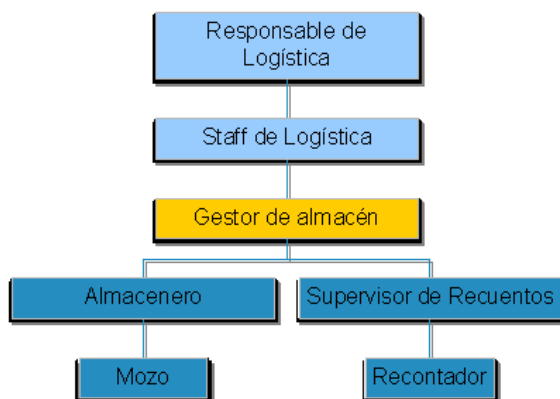 Responsable de
Logística
Staff de Logística
Gestor de almacén
Almacenero
Supervisor de Recuentos
Mozo
Recontador